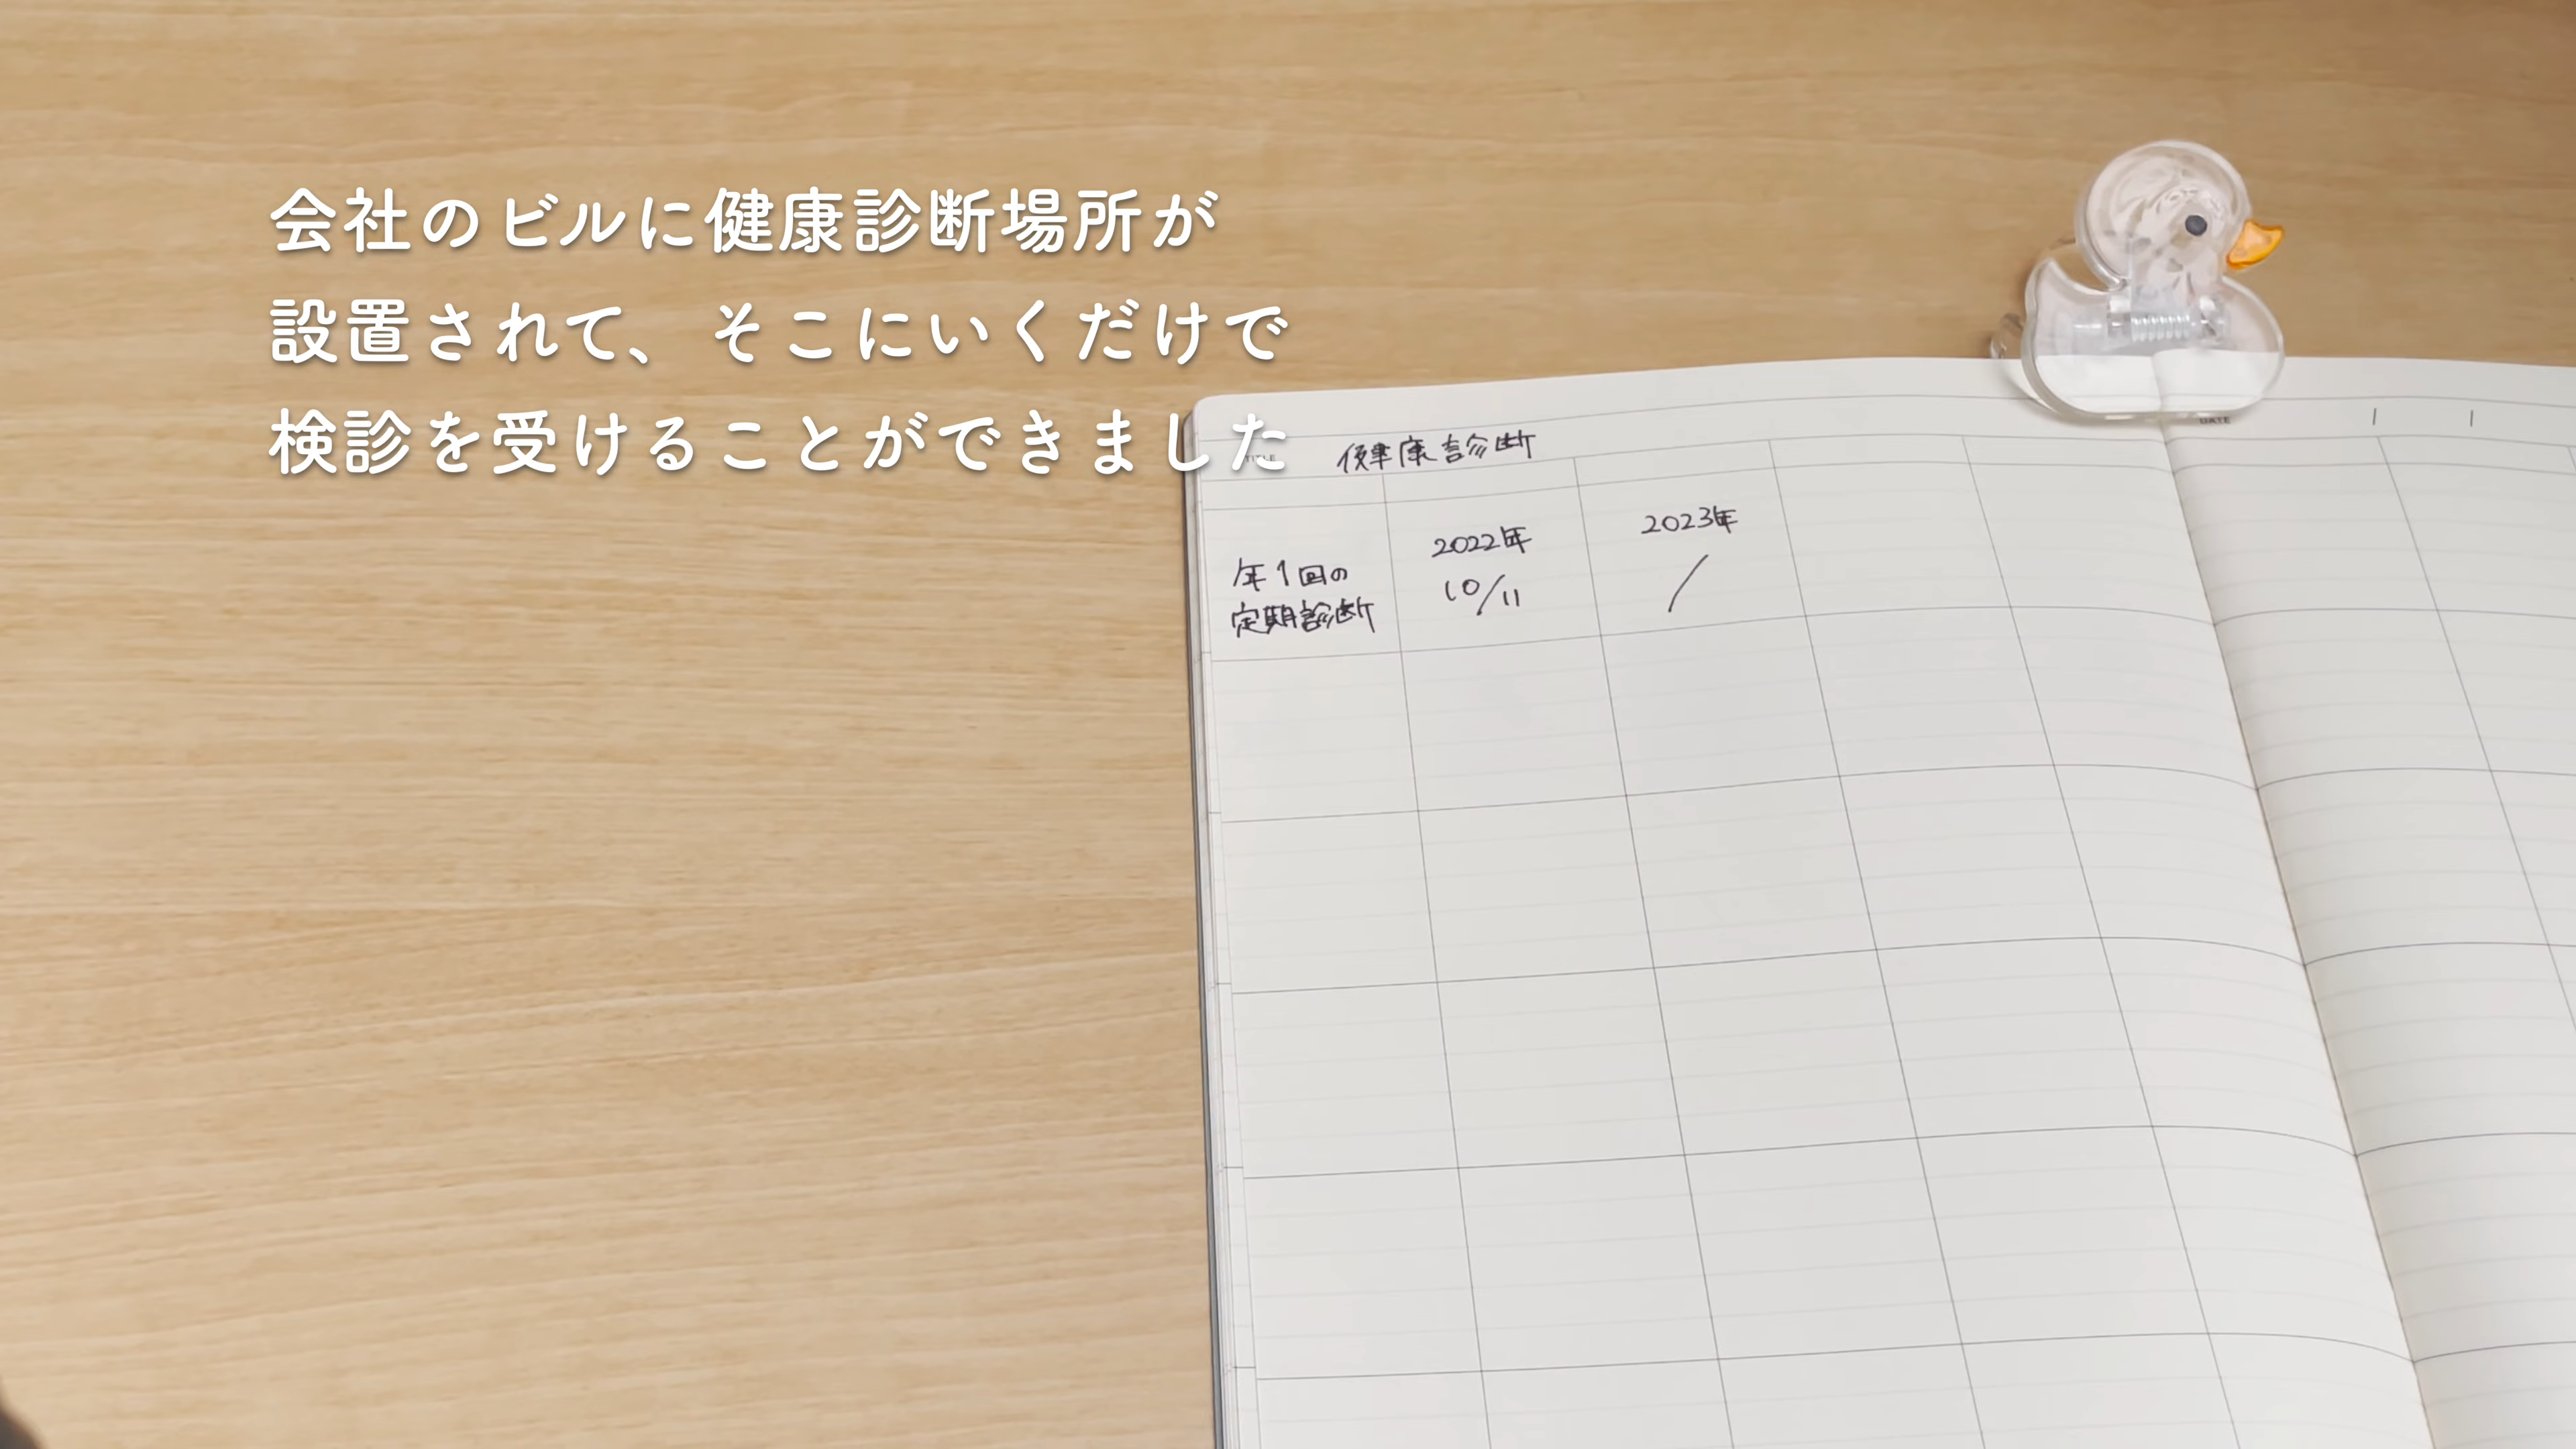 会社のビルに健康診断場所が
設置されて、そこにいくだけで
検診を受けることができました
TITLE 健康診断
DATE / /
年1回の
定期診断
2022年
10/11
2023年
/